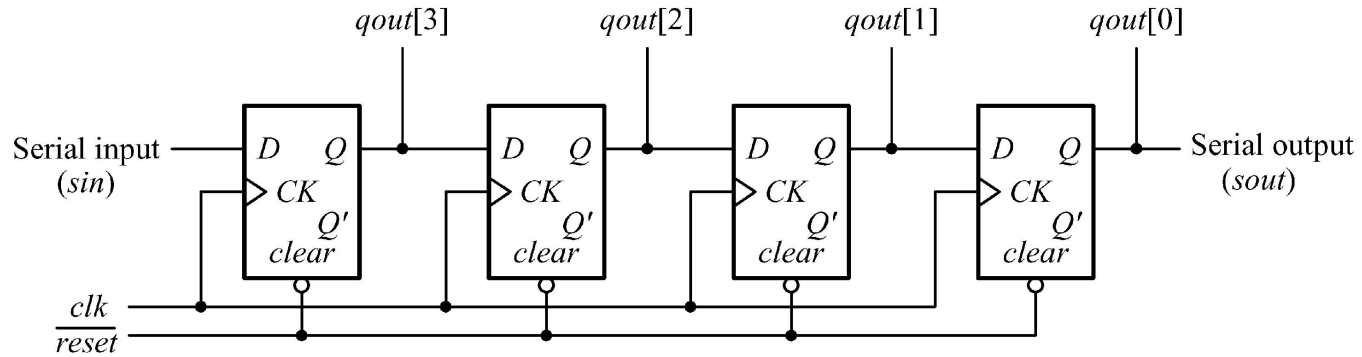 qout[3] qout[2] qout[1] qout[0]
Serial input
(sin)
D Q D Q D Q D Q
Serial output
(sout)
CK CK CK CK
Q' Q' Q' Q'
clear clear clear clear
clk
reset